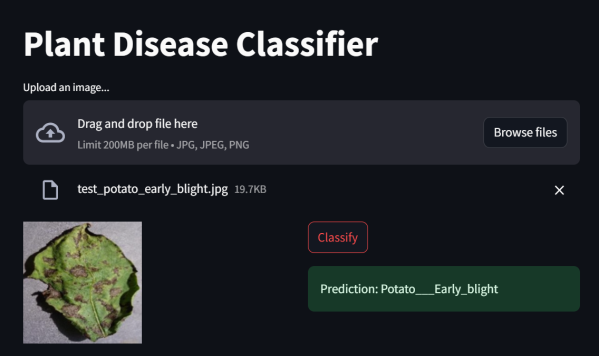 Plant Disease Classifier
Upload an image...
Drag and drop file here
Limit 200MB per file • JPG, JPEG, PNG
Browse files
test_potato_early_blight.jpg 19.7KB
Classify
Prediction: Potato___Early_blight